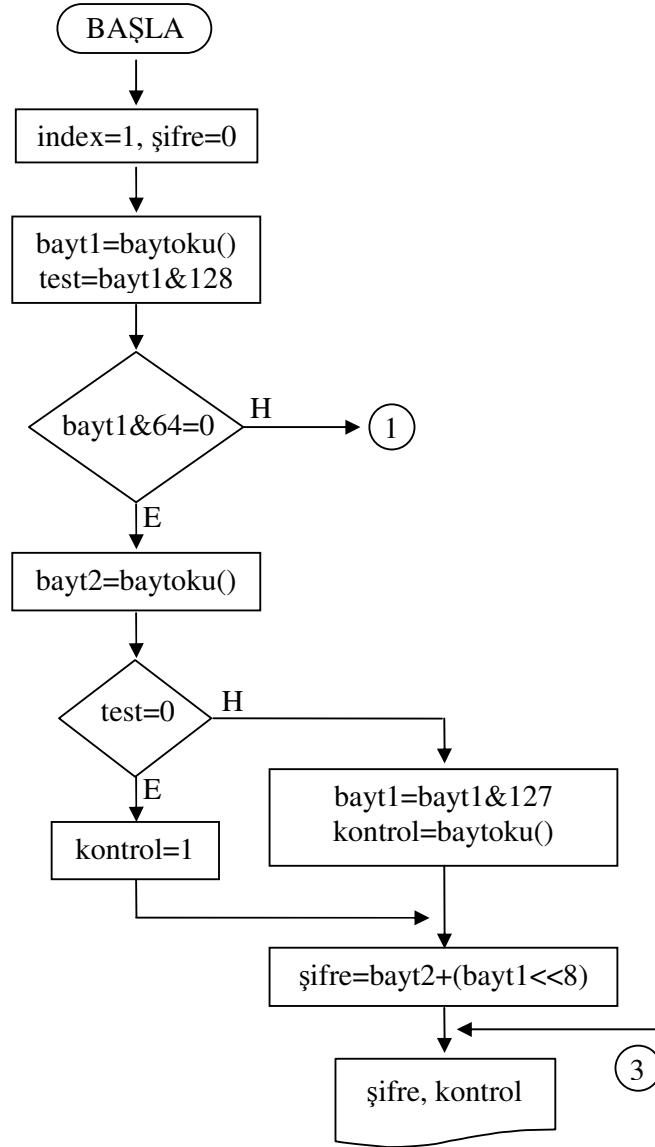 BAŞLA
index=1, şifre=0
bayt1=baytoku()
test=bayt1&128
bayt1&64=0
H
1
E
bayt2=baytoku()
test=0
H
E
bayt1=bayt1&127
kontrol=baytoku()
kontrol=1
şifre=bayt2+(bayt1<<8)
3
şifre, kontrol